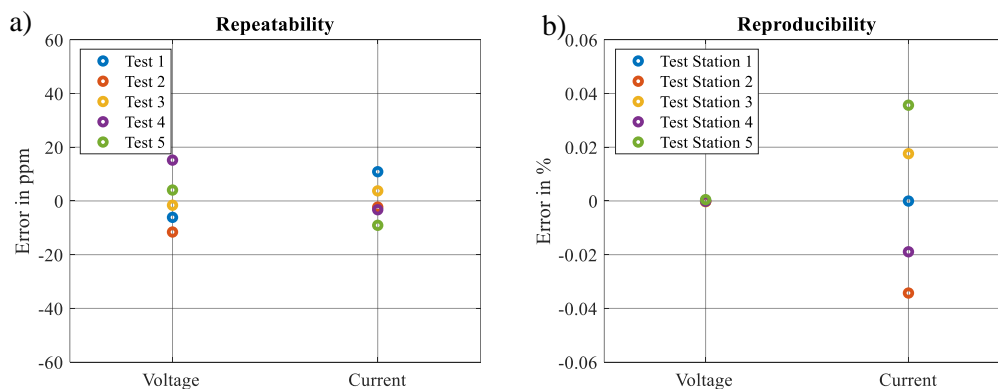 a)
Repeatability
Error in ppm
60
40
20
0
-20
-40
-60
Test 1
Test 2
Test 3
Test 4
Test 5
Voltage
Current
b)
Reproducibility
Error in %
0.06
0.04
0.02
0
-0.02
-0.04
-0.06
Test Station 1
Test Station 2
Test Station 3
Test Station 4
Test Station 5
Voltage
Current